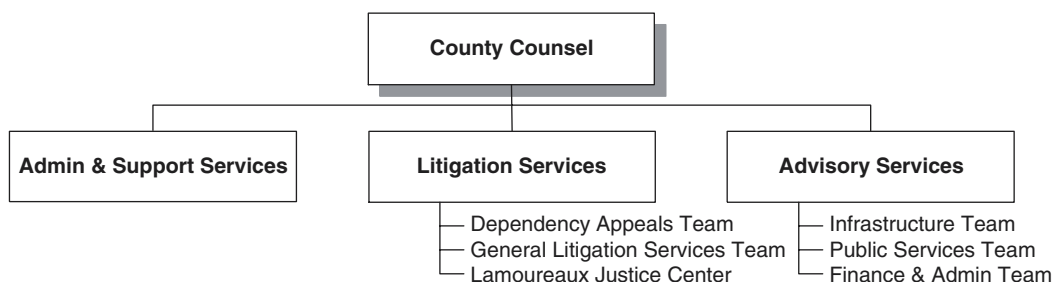 County Counsel
Admin & Support Services
Litigation Services
Advisory Services
Dependency Appeals Team
General Litigation Services Team
Lamoureaux Justice Center
Infrastructure Team
Public Services Team
Finance & Admin Team